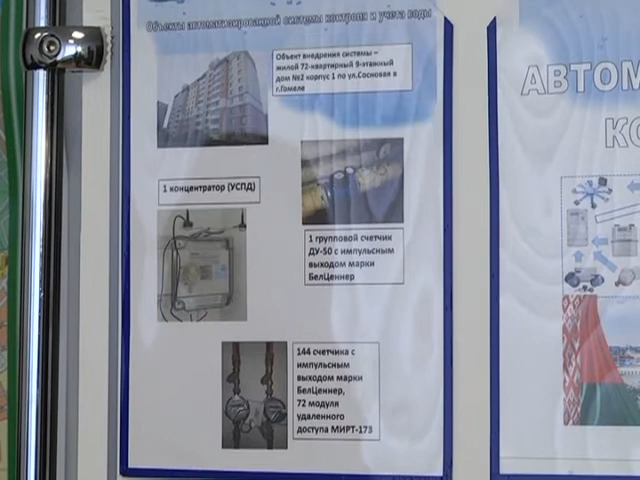 Объекты автоматизированной системы контроля и учета воды
Объект внедрения системы –
жилой 72-квартирный 9-этажный
дом №2 корпус 1 по ул.Сосновая в
г.Гомеле
1 концентратор (УСПД)
1 групповой счетчик
ДУ-50 с импульсным
выходом марки
БелЦеннер
144 счетчика с
импульсным
выходом марки
БелЦеннер,
72 модуля
удаленного
доступа МИРТ-173
АВТОМ
КО